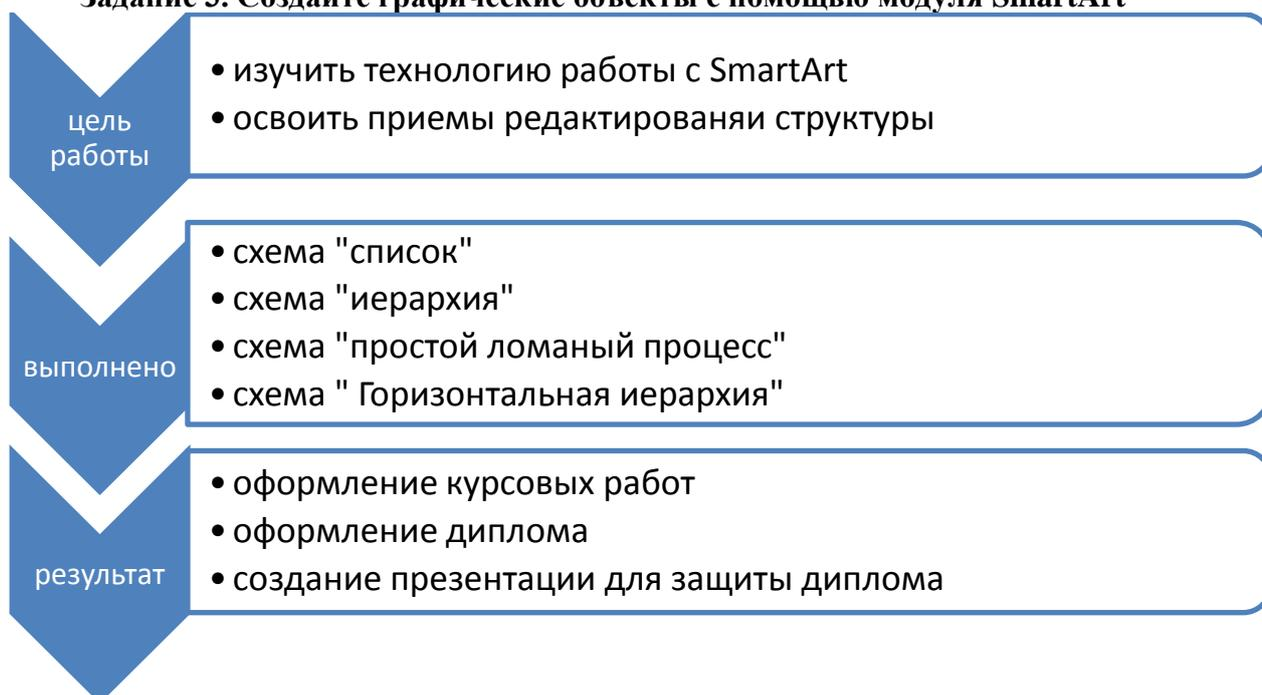 Задание 3. Создайте графические объекты с помощью модуля SmartArt
цель
работы
• изучить технологию работы с SmartArt
• освоить приемы редактированяи структуры
выполнено
• схема "список"
• схема "иерархия"
• схема "простой ломаный процесс"
• схема " Горизонтальная иерархия"
результат
• оформление курсовых работ
• оформление диплома
• создание презентации для защиты диплома